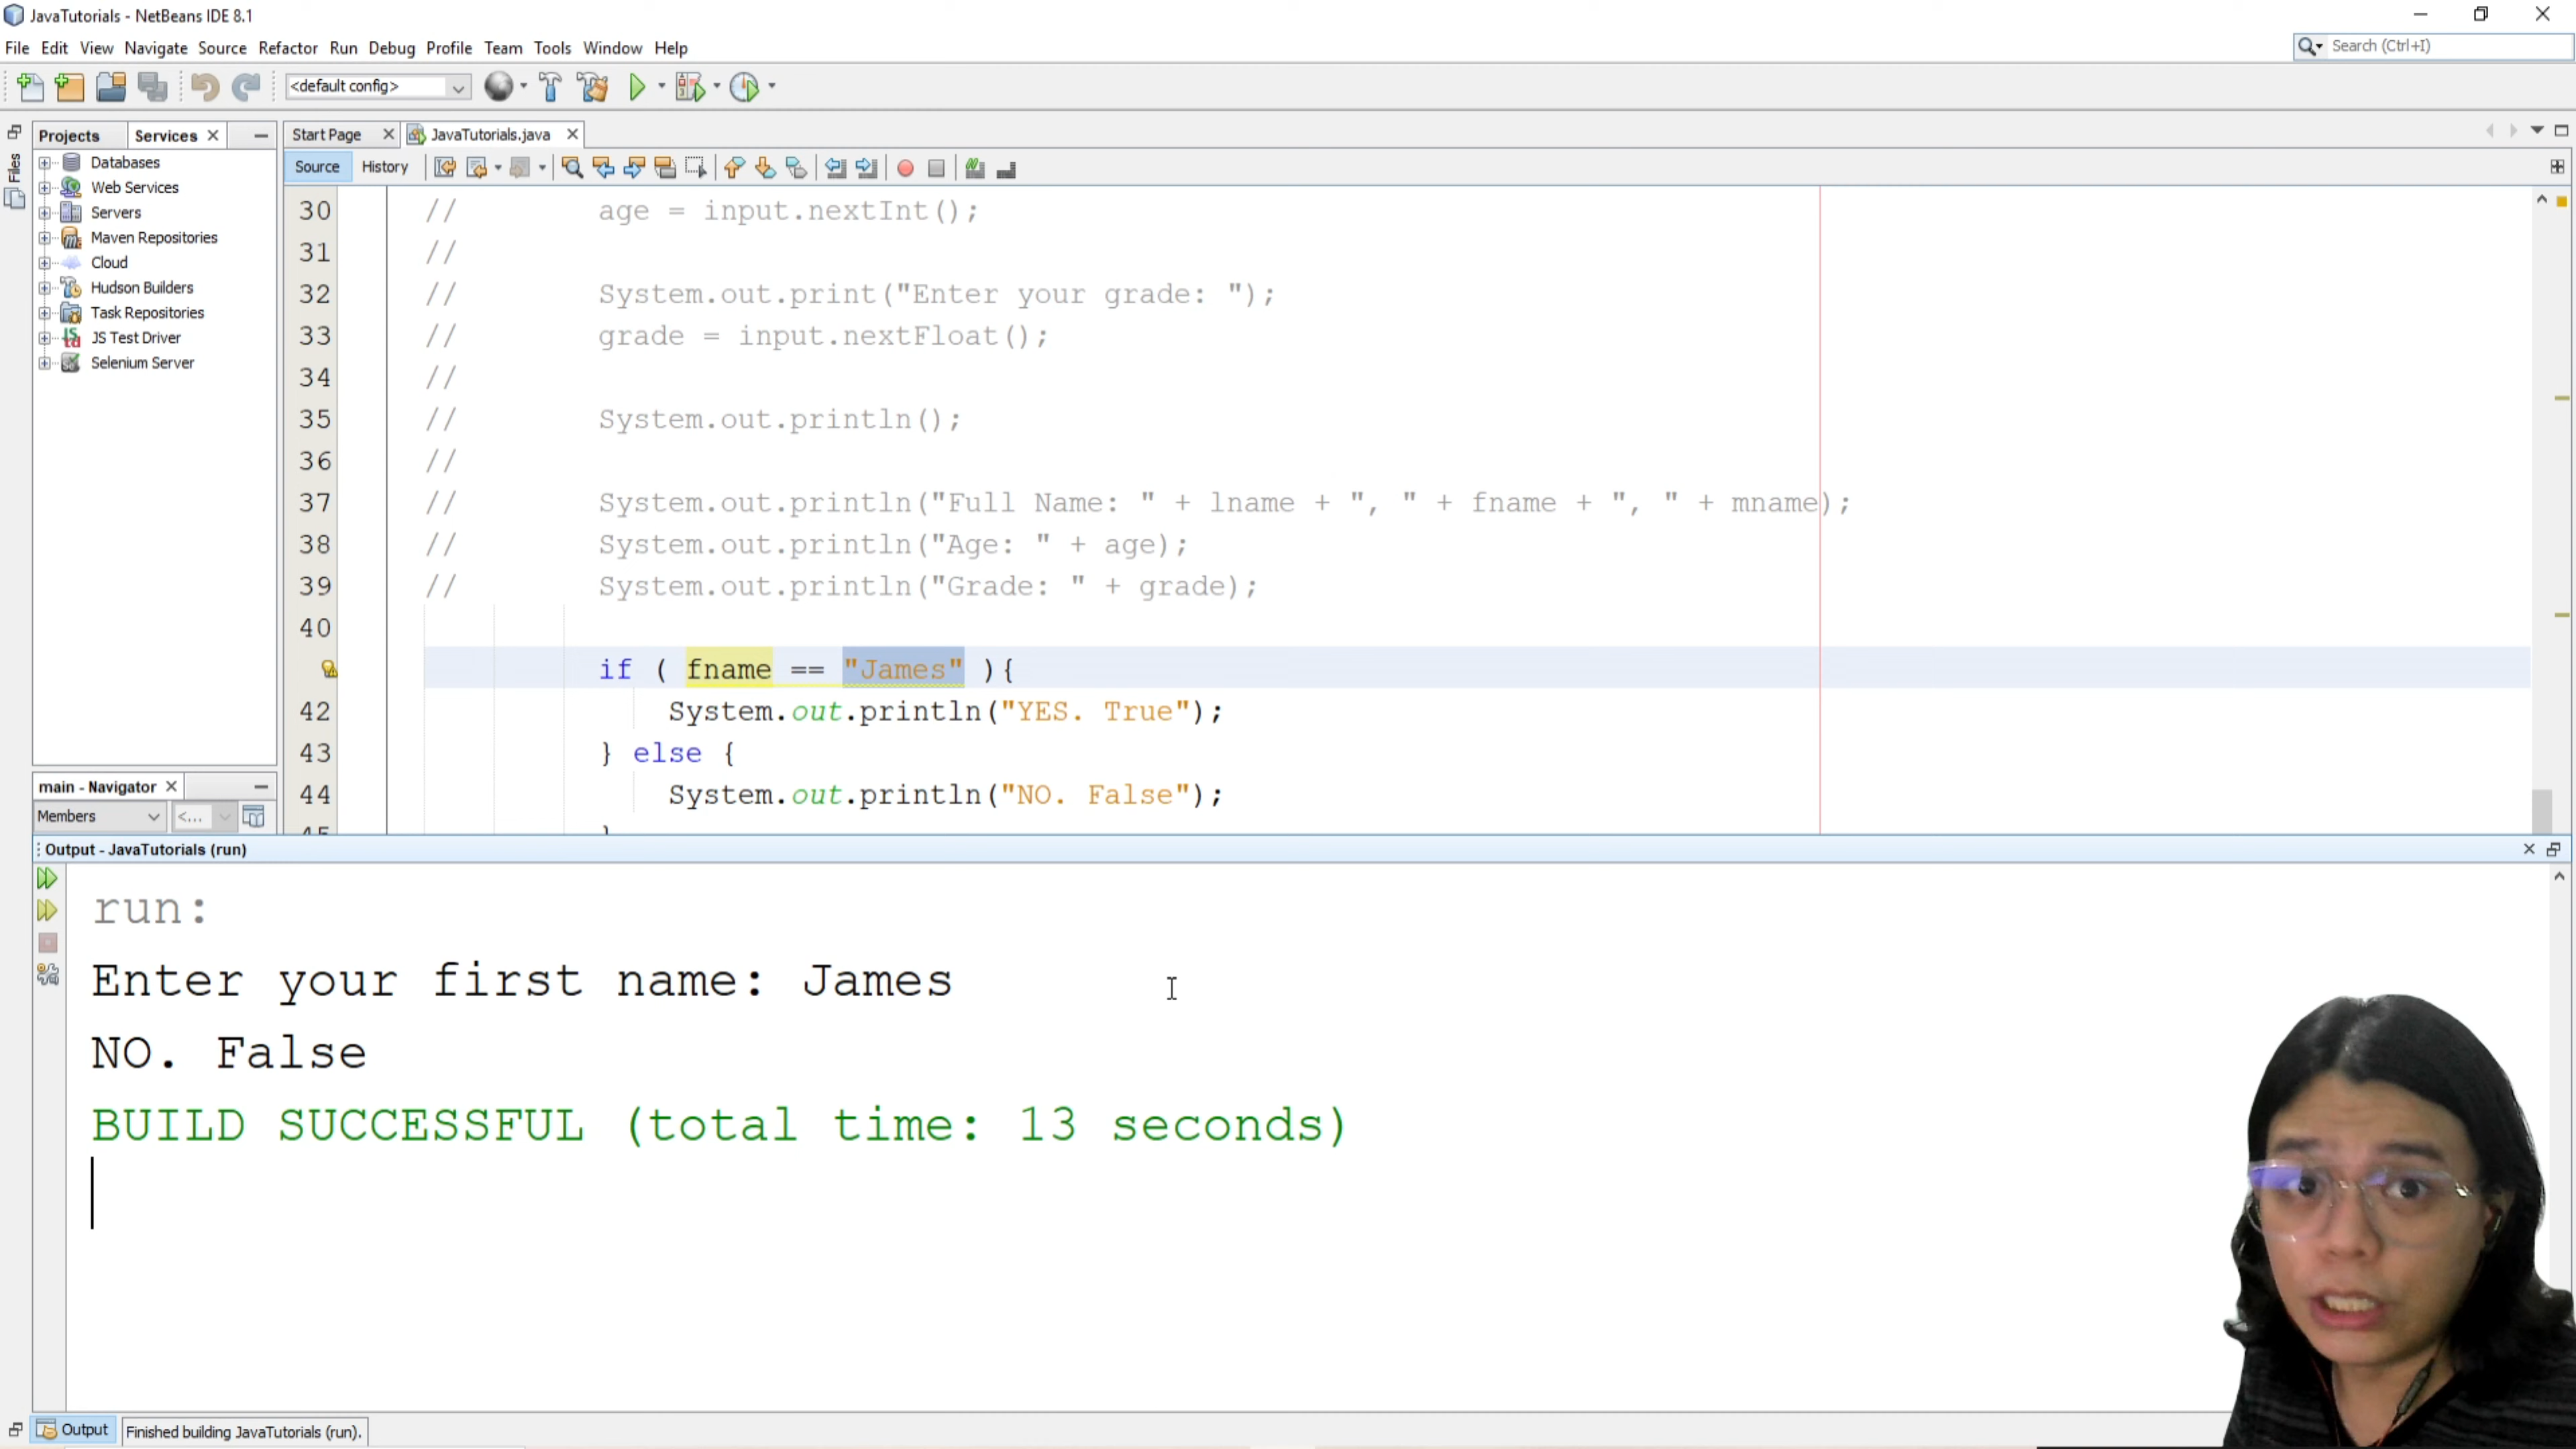 JavaTutorials - NetBeans IDE 8.1
File Edit View Navigate Source Refactor Run Debug Profile Team Tools Window Help
Search (Ctrl+I)
<default config>
Files
Projects Services
Databases
Web Services
Servers
Maven Repositories
Cloud
Hudson Builders
Task Repositories
JS Test Driver
Selenium Server
Start Page JavaTutorials.java
Source History
30 // age = input.nextInt();
31 //
32 // System.out.print("Enter your grade: ");
33 // grade = input.nextFloat();
34 //
35 // System.out.println();
36 //
37 // System.out.println("Full Name: " + lname + ", " + fname + ", " + mname);
38 // System.out.println("Age: " + age);
39 // System.out.println("Grade: " + grade);
40
if ( fname == "James" ){
42 System.out.println("YES. True");
43 } else {
44 System.out.println("NO. False");
45 }
main - Navigator
Members <...
Output - JavaTutorials (run)
run:
Enter your first name: James
NO. False
BUILD SUCCESSFUL (total time: 13 seconds)
Output Finished building JavaTutorials (run).